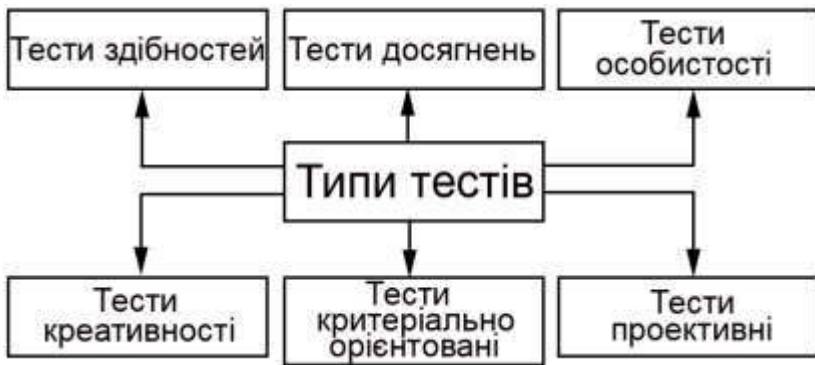 Тести здібностей
Тести досягнень
Тести
особистості
Типи тестів
Тести
креативності
Тести
критеріально
орієнтовані
Тести
проективні